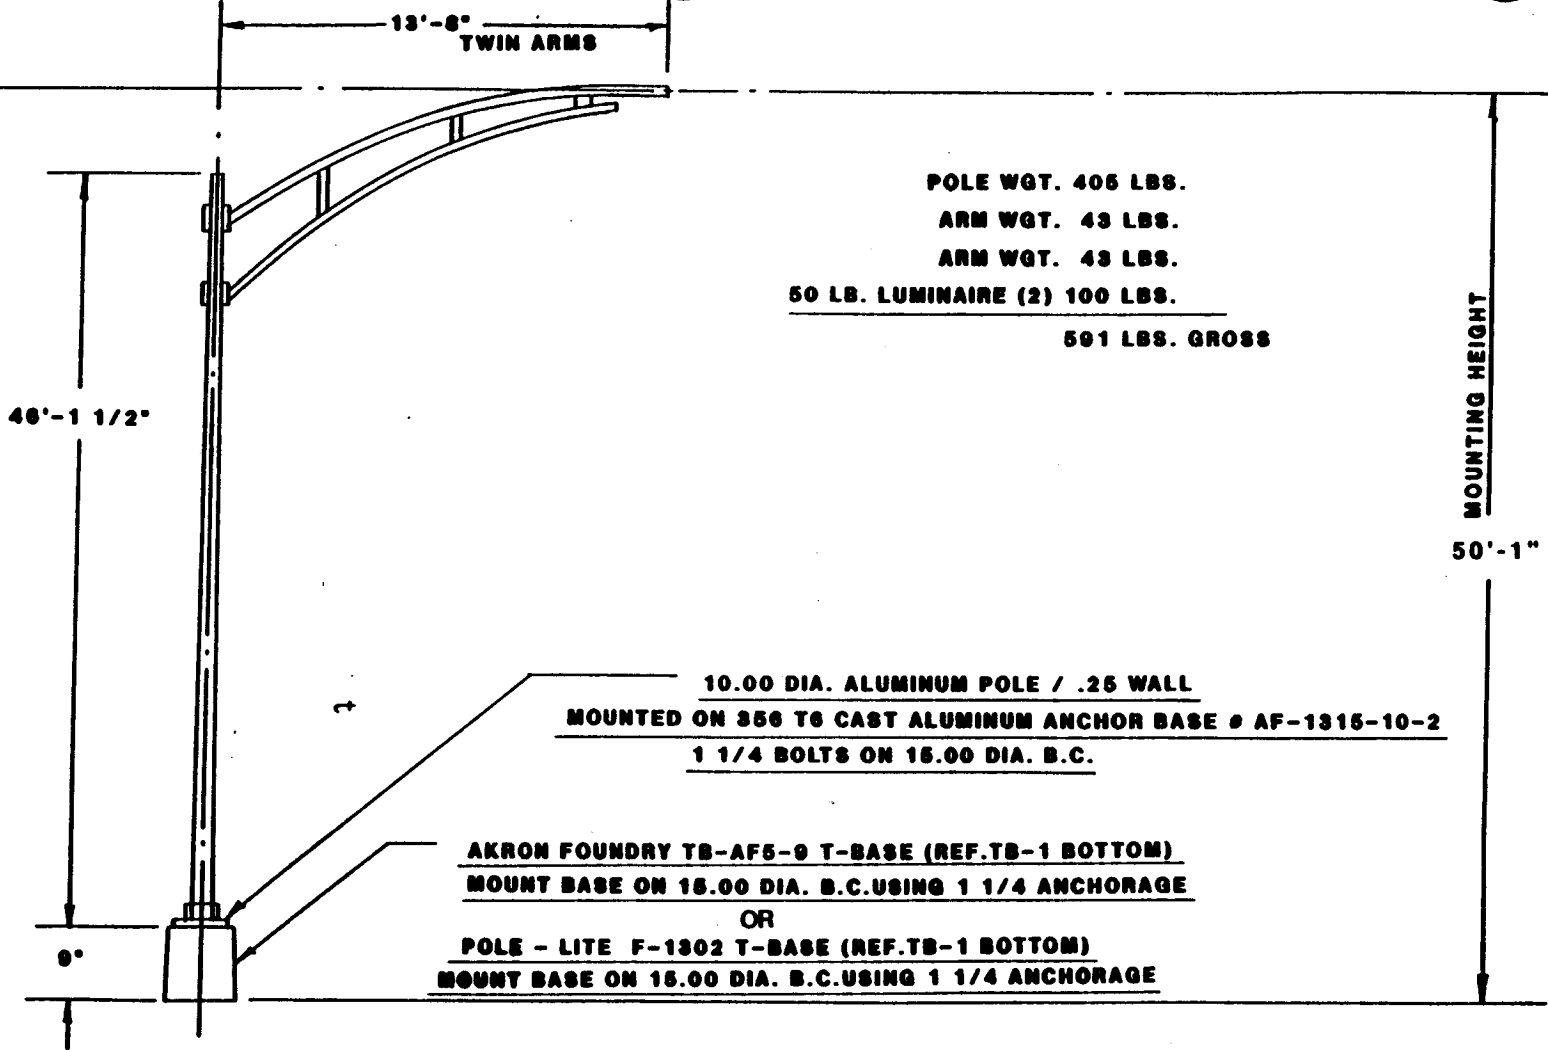 13'-8"
TWIN ARMS
POLE WGT. 405 LBS.
ARM WGT. 43 LBS.
ARM WGT. 43 LBS.
50 LB. LUMINAIRE (2) 100 LBS.
591 LBS. GROSS
MOUNTING HEIGHT
46'-1 1/2"
50'-1"
10.00 DIA. ALUMINUM POLE / .25 WALL
MOUNTED ON 356 T6 CAST ALUMINUM ANCHOR BASE # AF-1315-10-2
1 1/4 BOLTS ON 15.00 DIA. B.C.
t
AKRON FOUNDRY TB-AF5-9 T-BASE (REF.TB-1 BOTTOM)
MOUNT BASE ON 15.00 DIA. B.C.USING 1 1/4 ANCHORAGE
OR
POLE - LITE F-1302 T-BASE (REF.TB-1 BOTTOM)
MOUNT BASE ON 15.00 DIA. B.C.USING 1 1/4 ANCHORAGE
9"